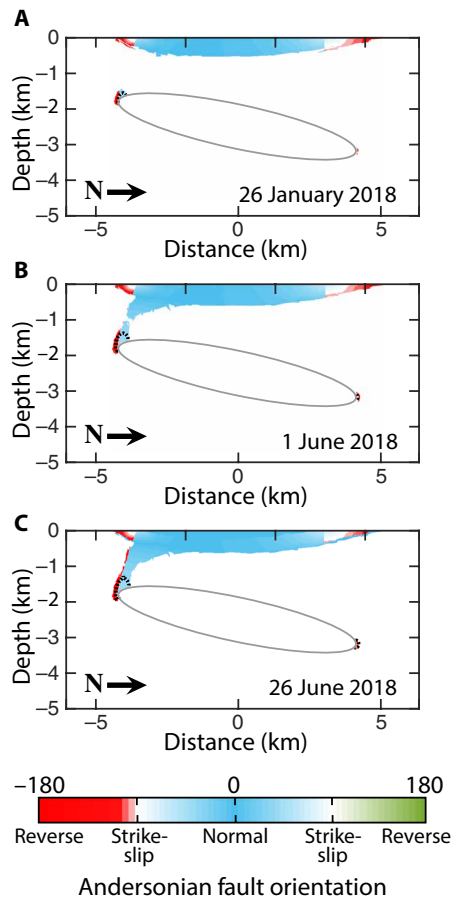 A
0
−1
−2
−3
−4
−5
Depth (km)
N
26 January 2018
−5
0
5
Distance (km)
B
0
−1
−2
−3
−4
−5
Depth (km)
N
1 June 2018
−5
0
5
Distance (km)
C
0
−1
−2
−3
−4
−5
Depth (km)
N
26 June 2018
−5
0
5
Distance (km)
−180 0 180
Reverse Strike- Normal Strike- Reverse
slip slip
Andersonian fault orientation